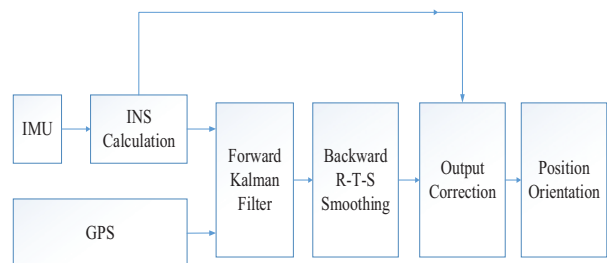 IMU
INS
Calculation
GPS
Forward
Kalman
Filter
Backward
R-T-S
Smoothing
Output
Correction
Position
Orientation